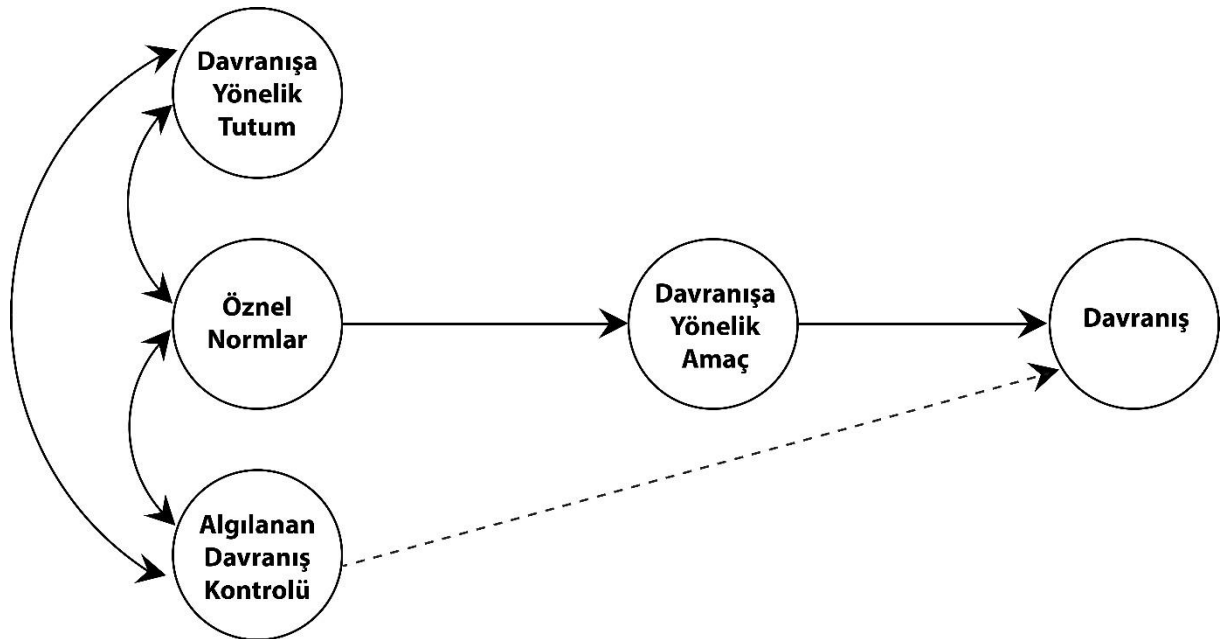 Davranışa
Yönelik
Tutum
Öznel
Normlar
Davranışa
Yönelik
Amaç
Davranış
Algılanan
Davranış
Kontrolü